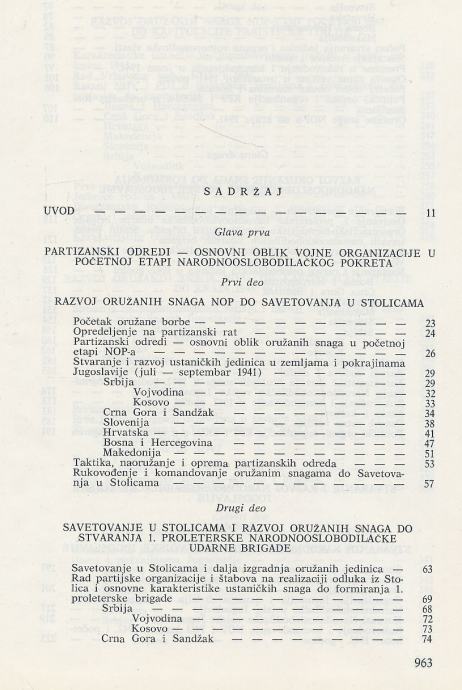 SADRŽAJ
UVOD — — — — — — — — — — — — — — — — 11
Glava prva
PARTIZANSKI ODREDI — OSNOVNI OBLIK VOJNE ORGANIZACIJE U
POČETNOJ ETAPI NARODNOOSLOBODILAČKOG POKRETA
Prvi deo
RAZVOJ ORUŽANIH SNAGA NOP DO SAVETOVANJA U STOLICAMA
Početak oružane borbe — — — — — — — — — — — 23
Opredeljenje na partizanski rat — — — — — — — — — 24
Partizanski odredi — osnovni oblik oružanih snaga u početnoj
etapi NOP-a — — — — — — — — — — — — — 26
Stvaranje i razvoj ustaničkih jedinica u zemljama i pokrajinama
Jugoslavije (juli — septembar 1941) — — — — — — — 29
Srbija — — — — — — — — — — — — — 29
Vojvodina — — — — — — — — — — — 32
Kosovo — — — — — — — — — — — — 33
Crna Gora i Sandžak — — — — — — — — — — 34
Slovenija — — — — — — — — — — — — 38
Hrvatska — — — — — — — — — — — — 41
Bosna i Hercegovina — — — — — — — — — — 47
Makedonija — — — — — — — — — — — — 51
Taktika, naoružanje i oprema partizanskih odreda — — — — 53
Rukovođenje i komandovanje oružanim snagama do Savetova-
nja u Stolicama — — — — — — — — — — — — 57
Drugi deo
SAVETOVANJE U STOLICAMA I RAZVOJ ORUŽANIH SNAGA DO
STVARANJA 1. PROLETERSKE NARODNOOSLOBODILAČKE
UDARNE BRIGADE
Savetovanje u Stolicama i dalja izgradnja oružanih jedinica — 63
Rad partijske organizacije i štabova na realizaciji odluka iz Sto-
lica i osnovne karakteristike ustaničkih snaga do formiranja 1.
proleterske brigade — — — — — — — — — — — 69
Srbija — — — — — — — — — — — — — 68
Vojvodina — — — — — — — — — — — 72
Kosovo — — — — — — — — — — — — 73
Crna Gora i Sandžak — — — — — — — — — — 74
963